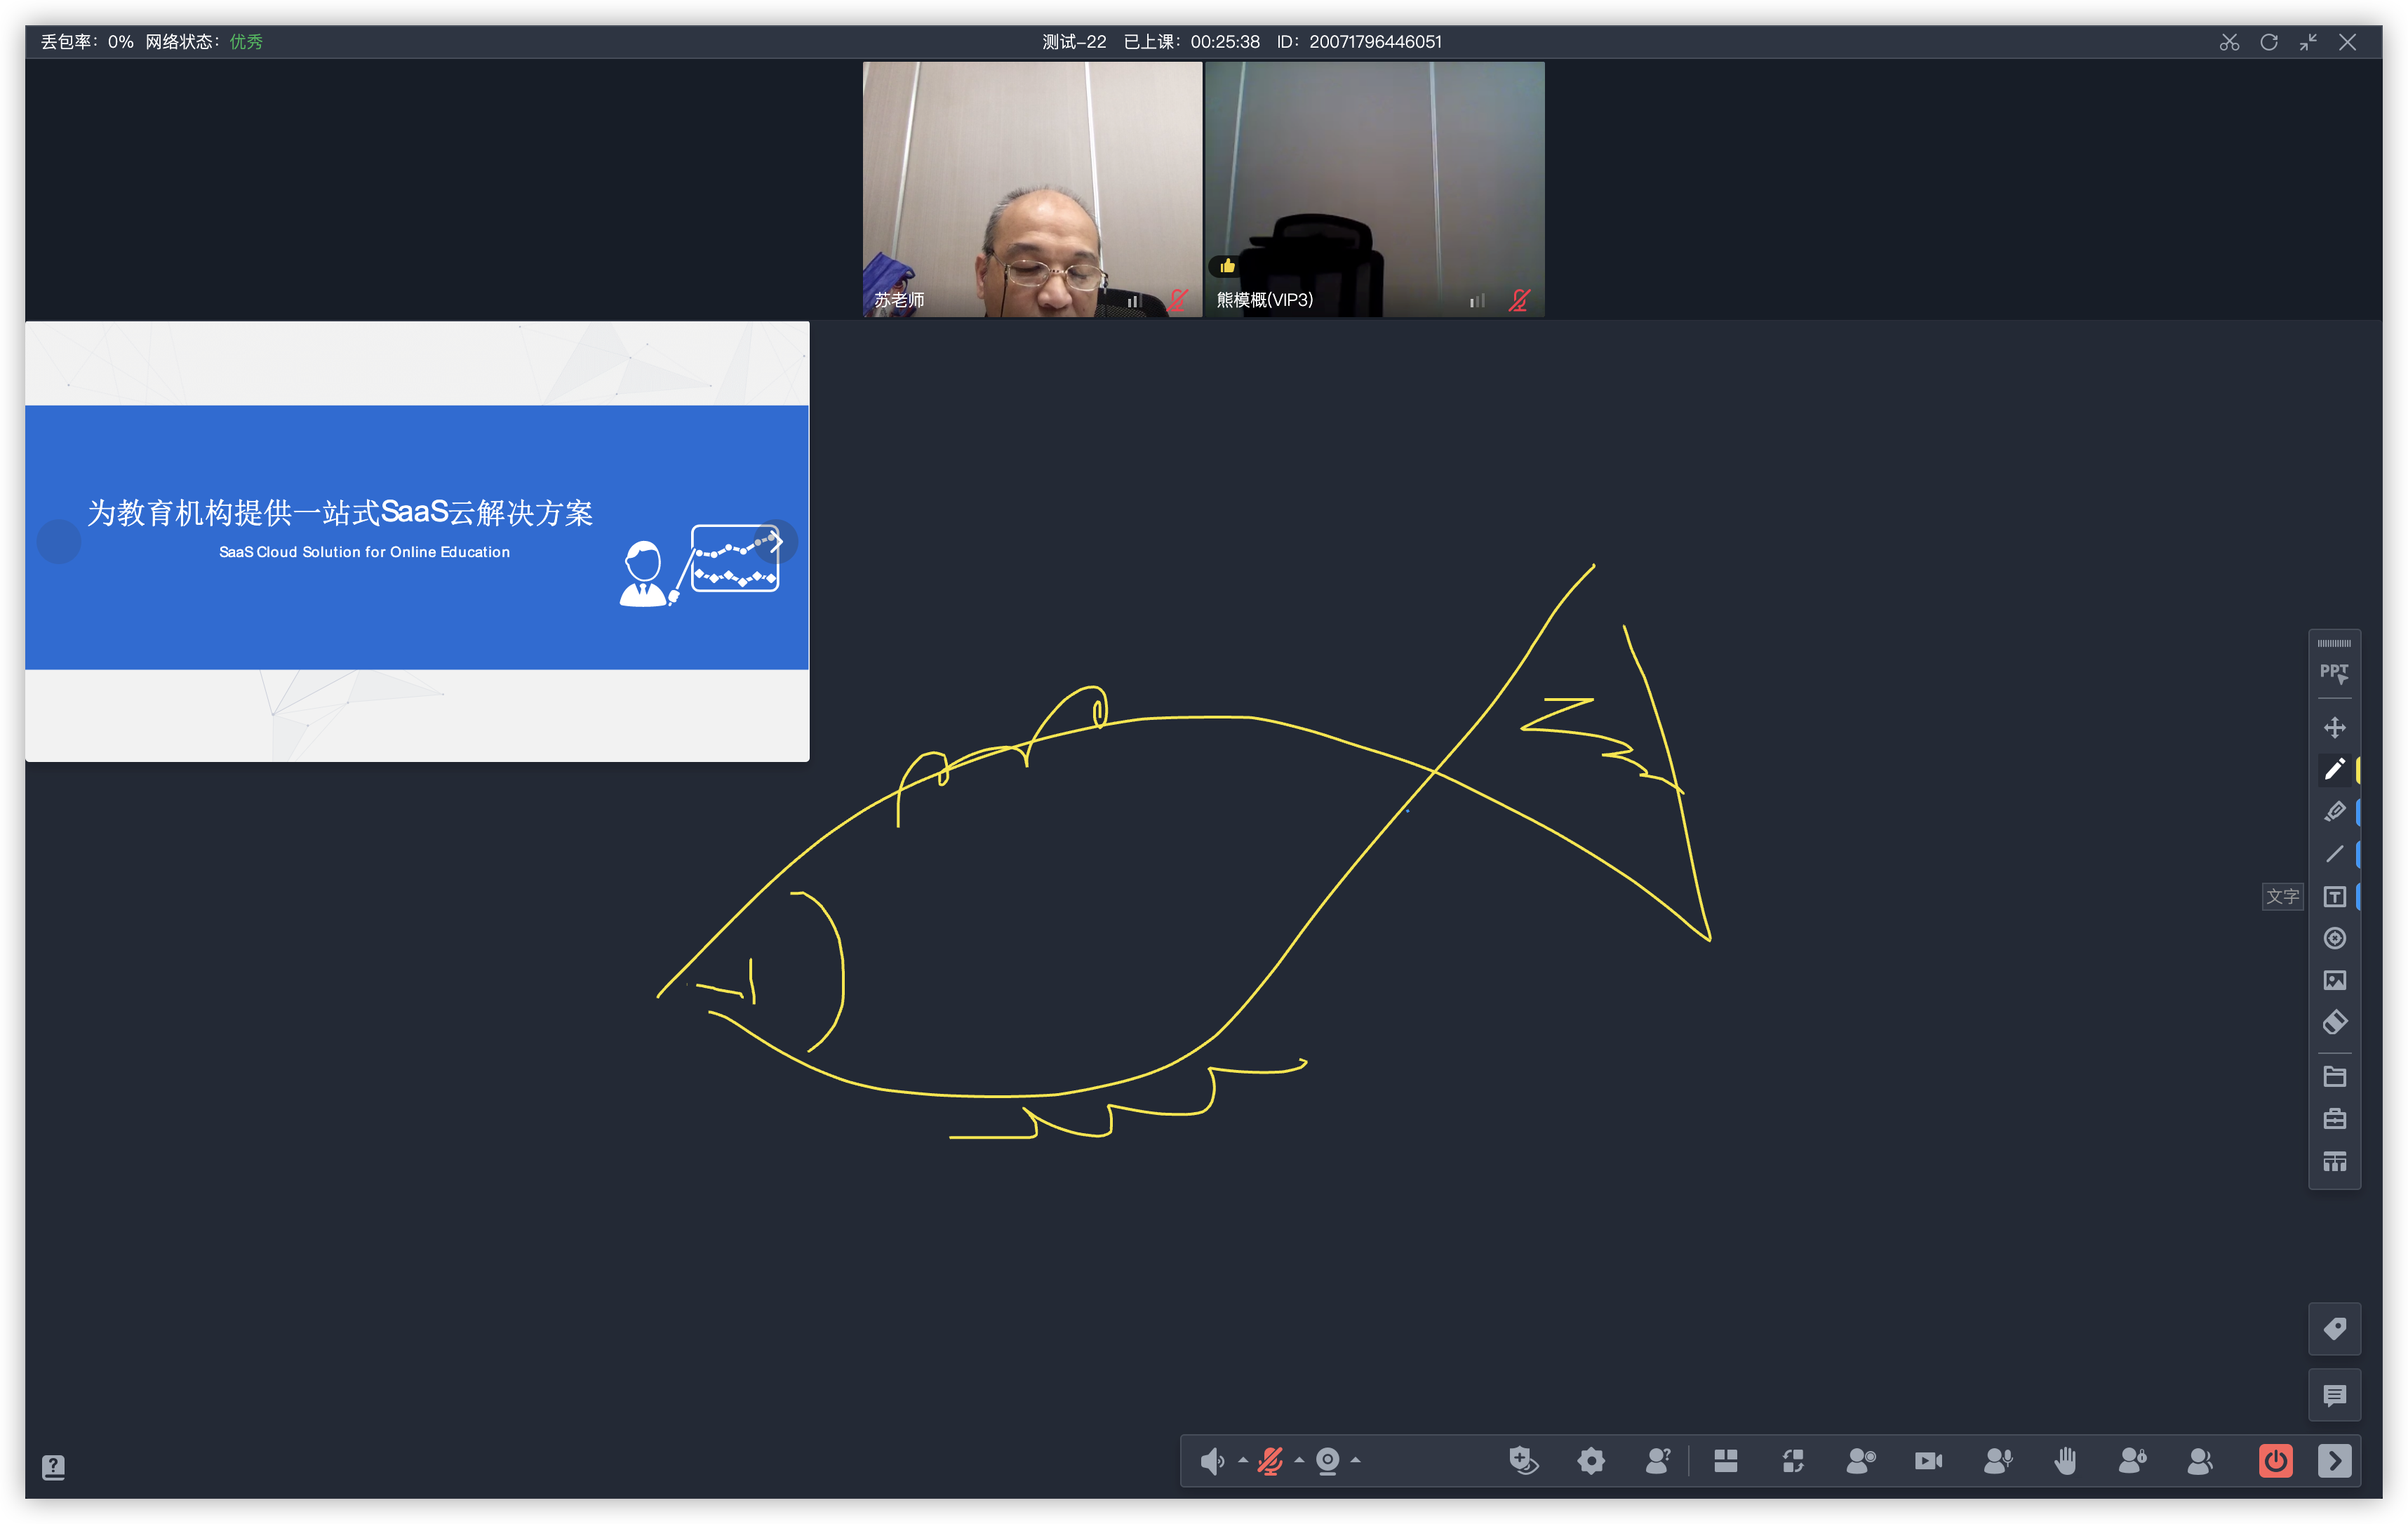 丢包率：0% 网络状态：优秀
测试-22 已上课：00:25:38 ID：20071796446051
苏老师
熊模概(VIP3)
为教育机构提供一站式SaaS云解决方案
SaaS Cloud Solution for Online Education
PPT
文字